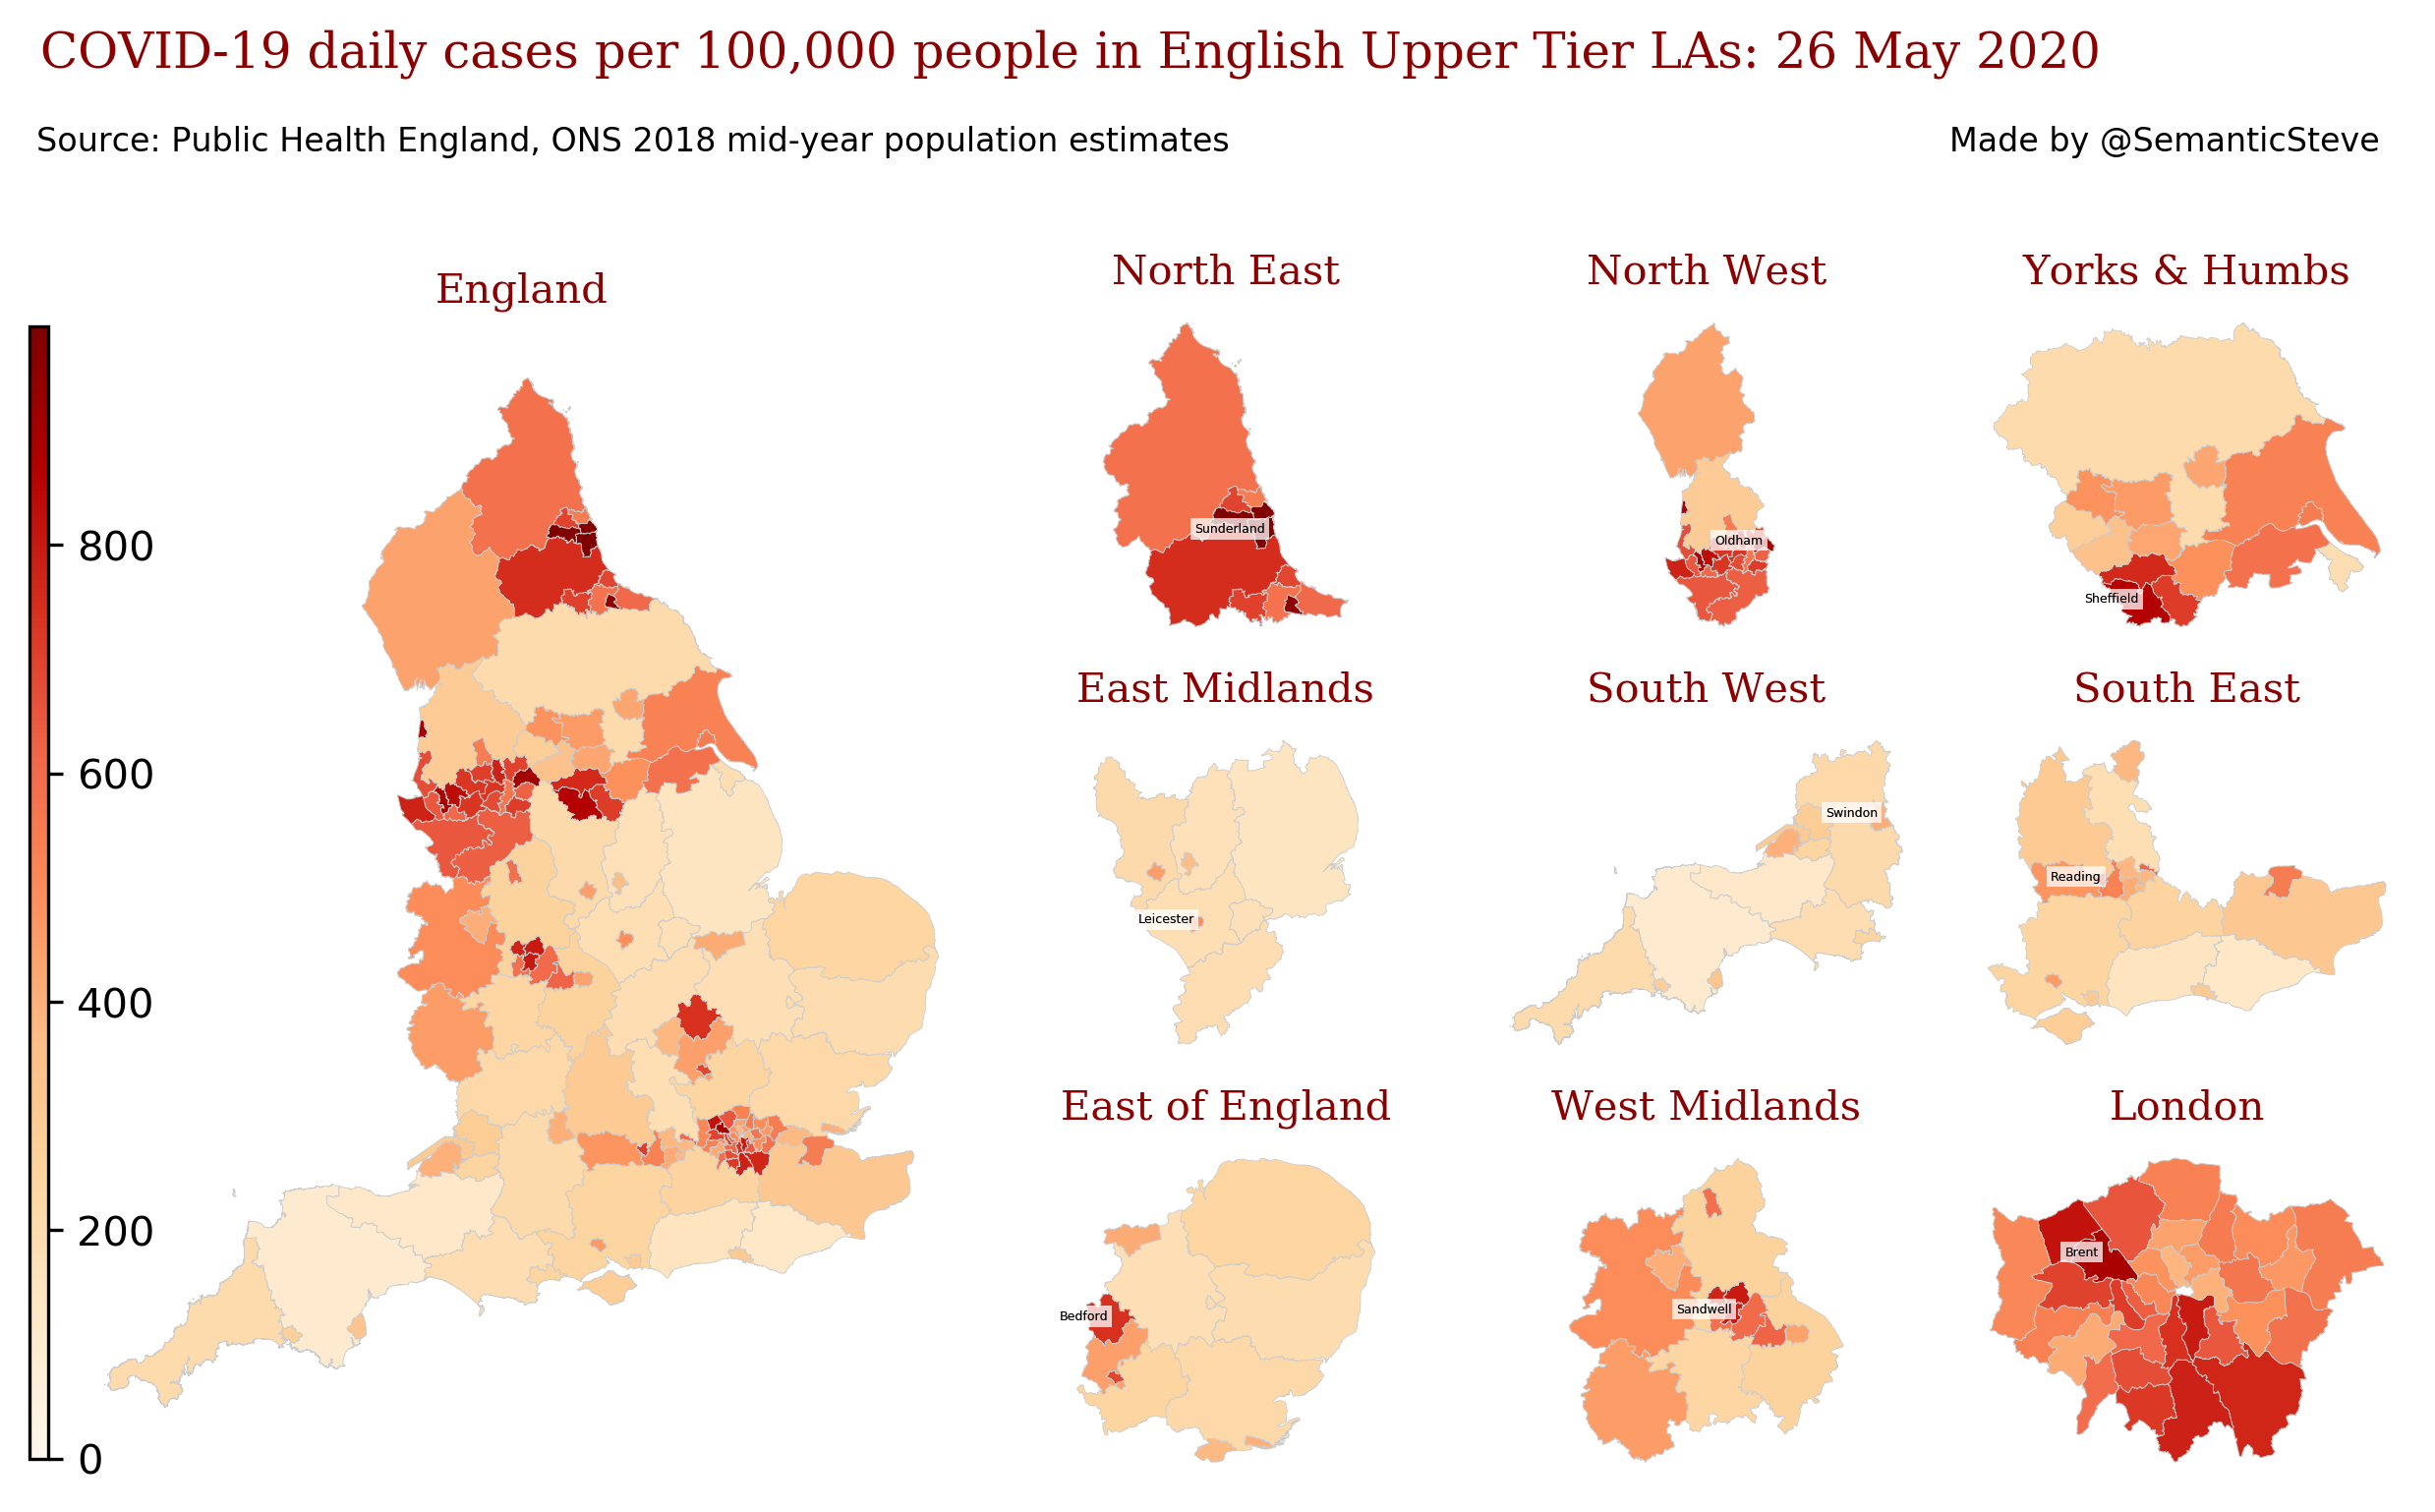 COVID-19 daily cases per 100,000 people in English Upper Tier LAs: 26 May 2020
Source: Public Health England, ONS 2018 mid-year population estimates
Made by @SemanticSteve
England
800
600
400
200
0
North East
Sunderland
North West
Oldham
Yorks & Humbs
Sheffield
East Midlands
Leicester
South West
Swindon
South East
Reading
East of England
Bedford
West Midlands
Sandwell
London
Brent